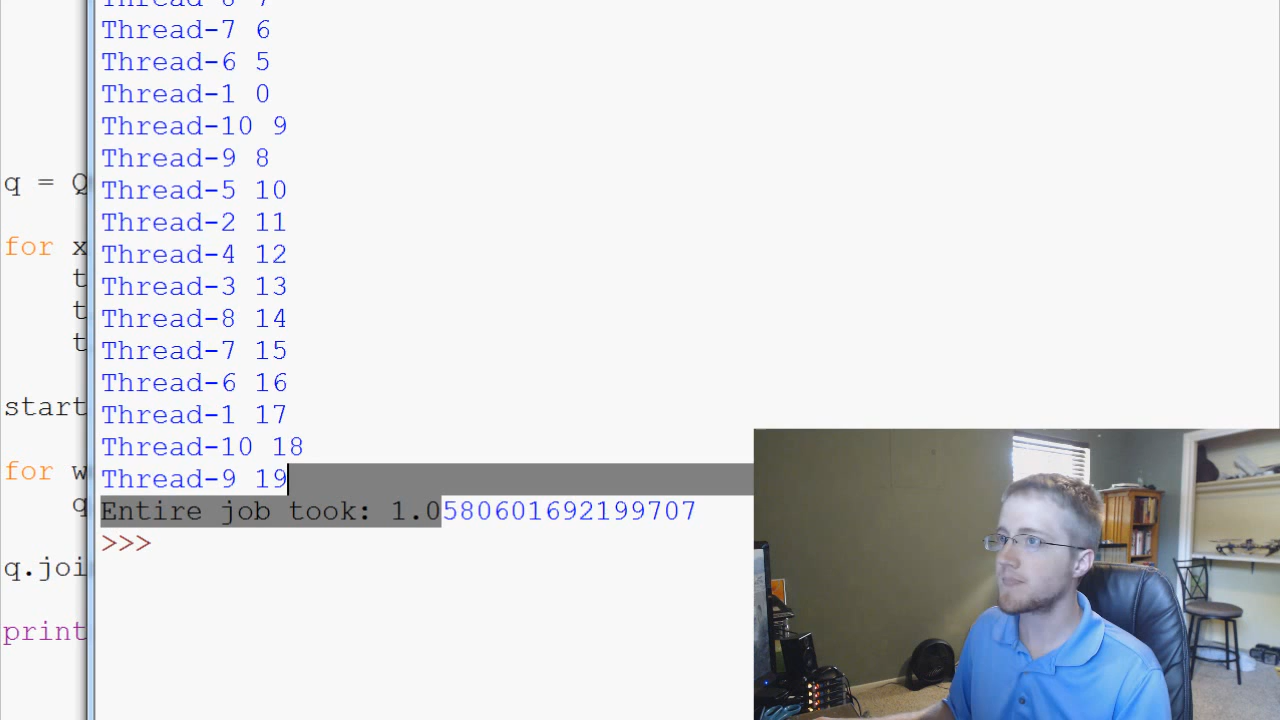 Thread-7 6
Thread-6 5
Thread-1 0
Thread-10 9
Thread-9 8
q = Q
Thread-5 10
Thread-2 11
for x
Thread-4 12
t
Thread-3 13
t
Thread-8 14
t
Thread-7 15
Thread-6 16
start
Thread-1 17
Thread-10 18
for w
Thread-9 19
q
Entire job took: 1.0580601692199707
>>>
q.joi
print